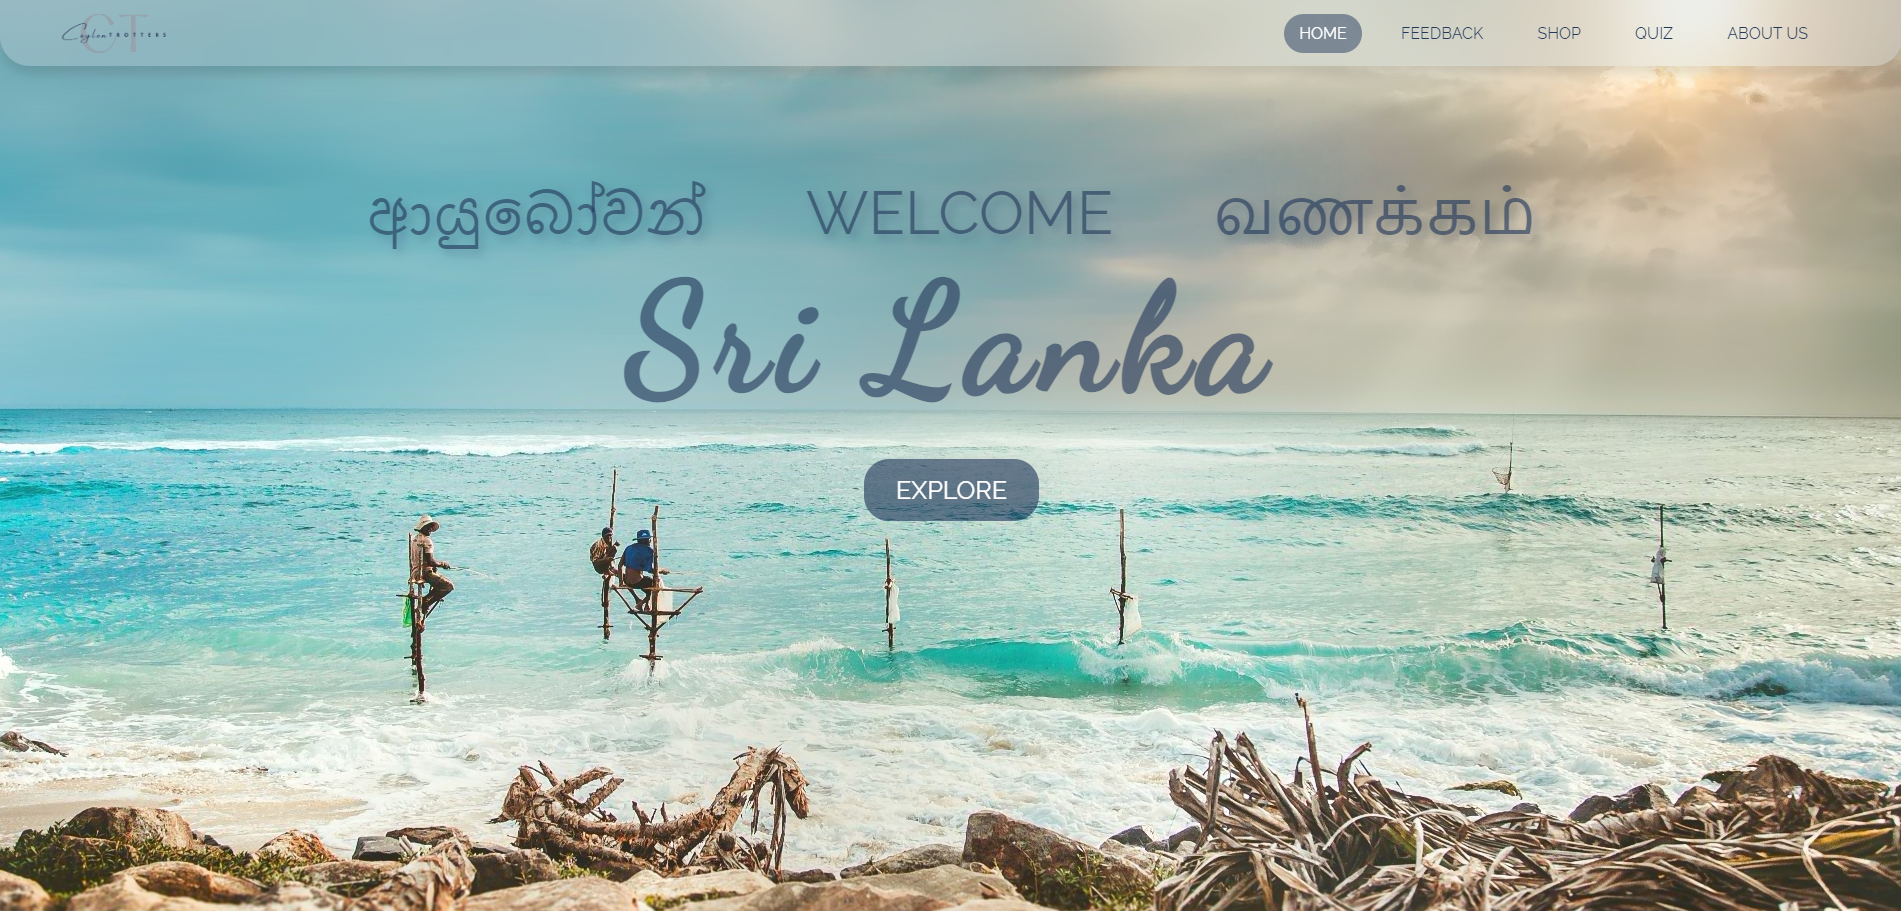 CT
Ceylon TROTTERS
HOME FEEDBACK SHOP QUIZ ABOUT US
ආයුබෝවන් WELCOME வணக்கம்
Sri Lanka
EXPLORE